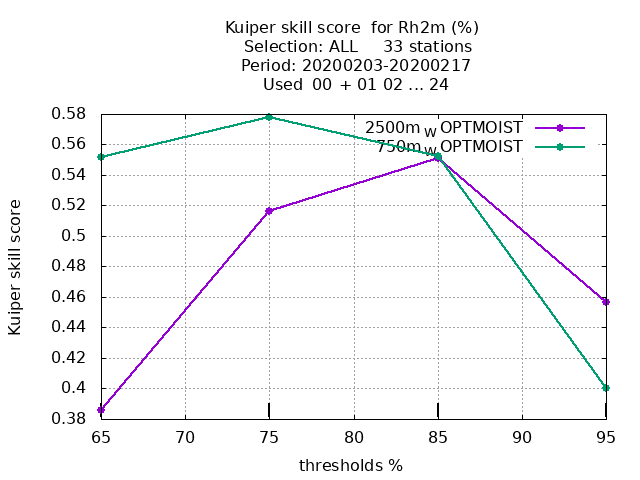 Kuiper skill score  for Rh2m (%)
Selection: ALL     33 stations
Period: 20200203-20200217
Used  00 + 01 02 ... 24
2500m W OPTMOIST
750m W OPTMOIST
0.58
0.56
0.54
0.52
0.5
0.48
0.46
0.44
0.42
0.4
0.38
Kuiper skill score
65 70 75 80 85 90 95
thresholds %